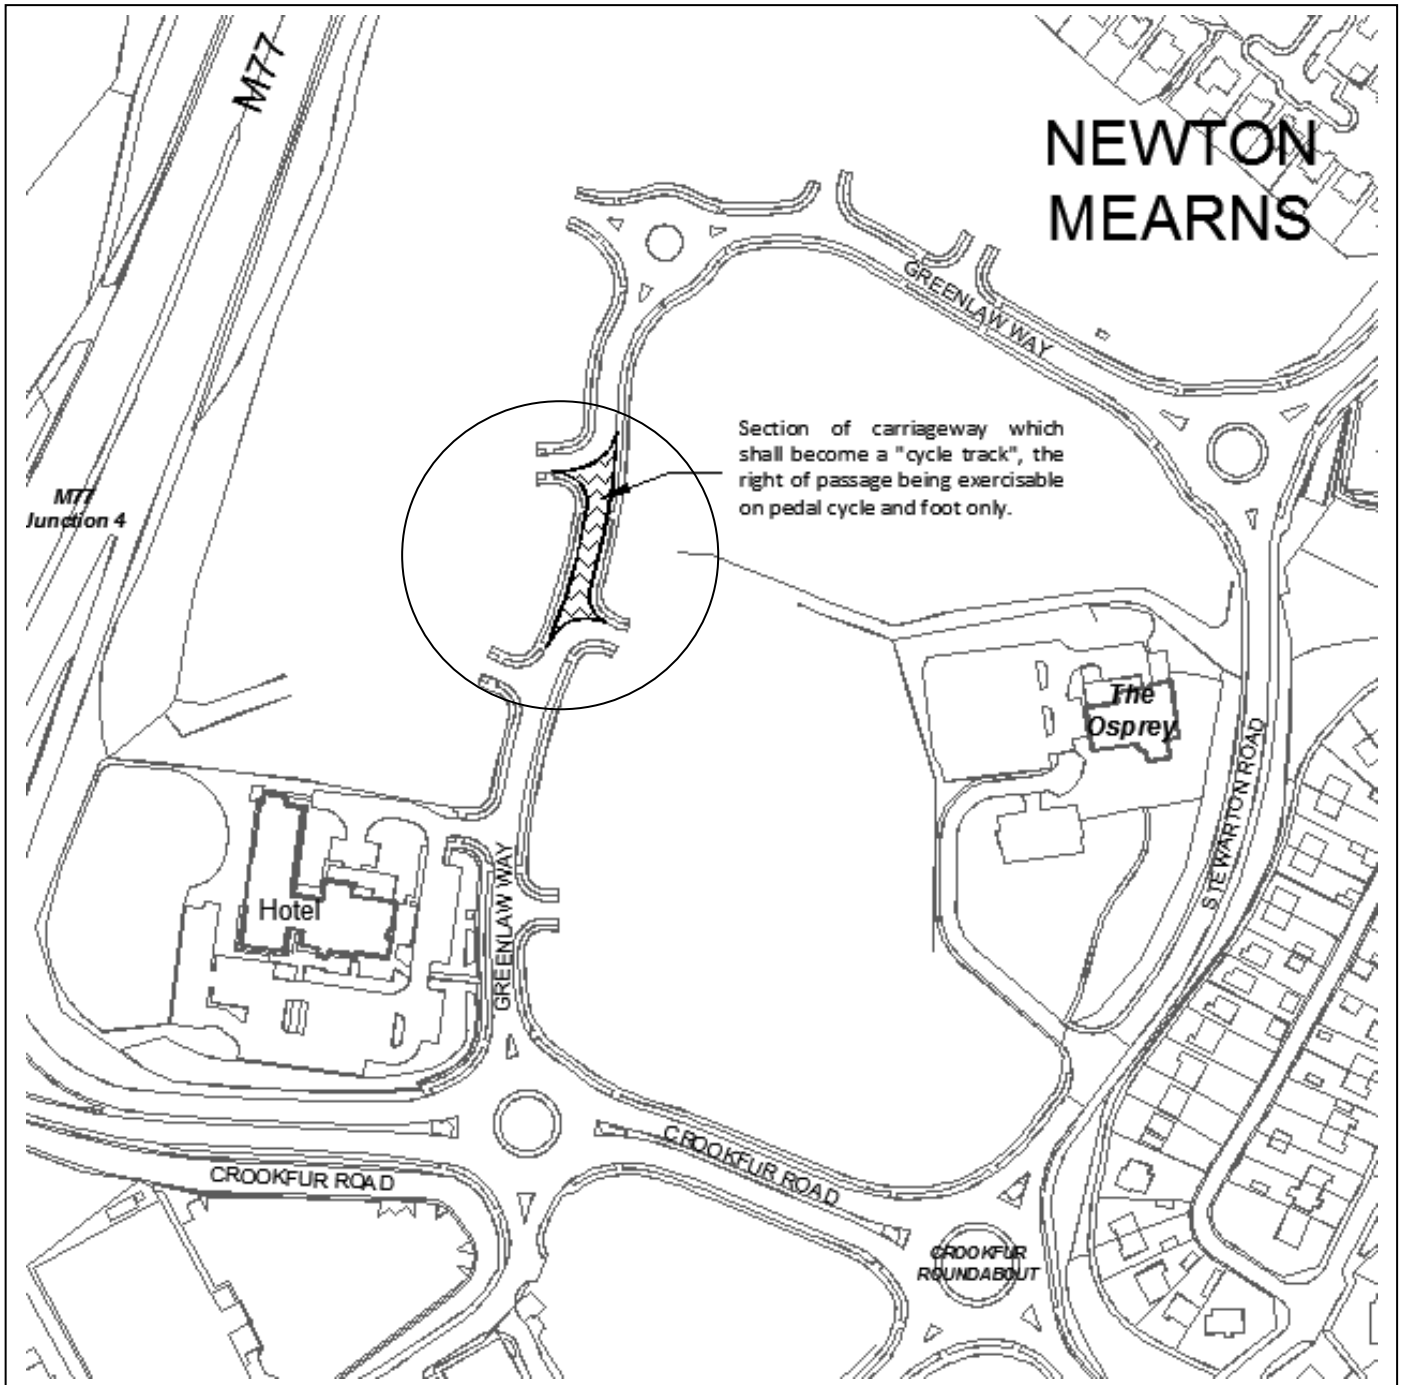 M77
NEWTON
MEARNS
GREENLAW WAY
Section of carriageway which
shall become a "cycle track", the
right of passage being exercisable
on pedal cycle and foot only.
M77
Junction 4
The
Osprey
STEWARTON ROAD
Hotel
GREENLAW WAY
CROOKFUR ROAD
CROOKFUR ROAD
CROOKFUR
ROUNDABOUT